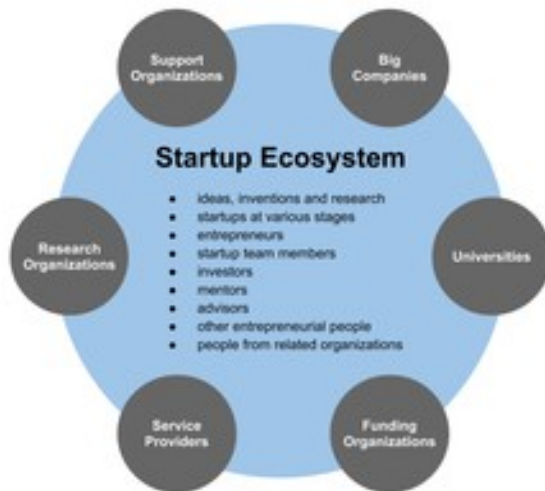 Support
Organizations
Big
Companies
Startup Ecosystem
● ideas, inventions and research
● startups at various stages
● entrepreneurs
● startup team members
● investors
● mentors
● advisors
● other entrepreneurial people
● people from related organizations
Research
Organizations
Universities
Service
Providers
Funding
Organizations